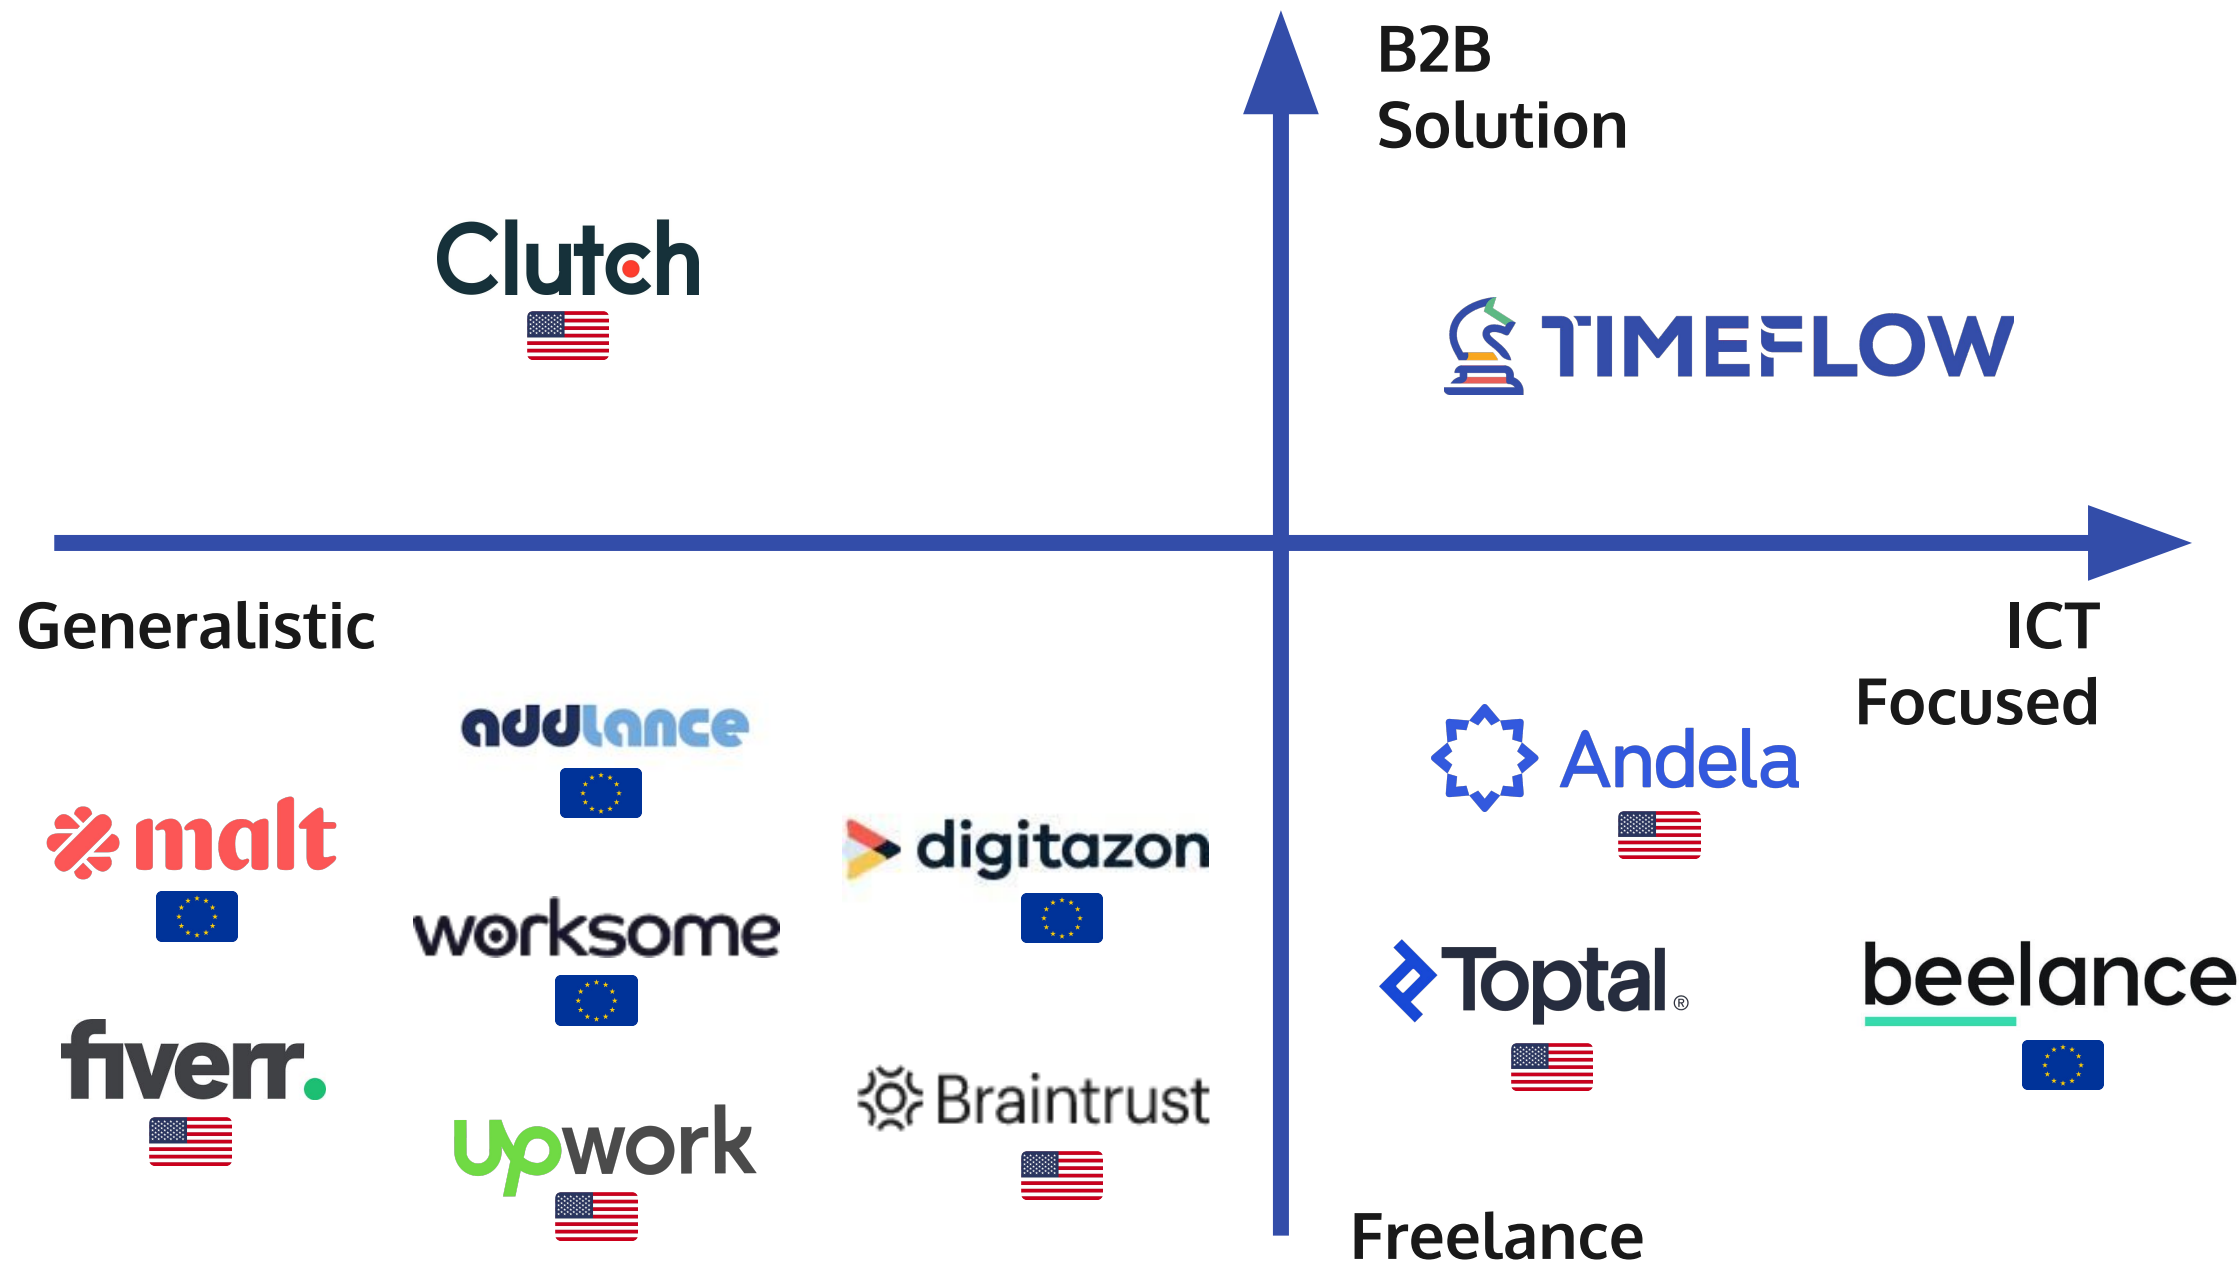 B2B
Solution
Clutch
TIMEFLOW
Generalistic
ICT
Focused
addlance
Andela
malt
digitazon
worksome
Toptal®
beelance
fiverr.
Braintrust
upwork
Freelance